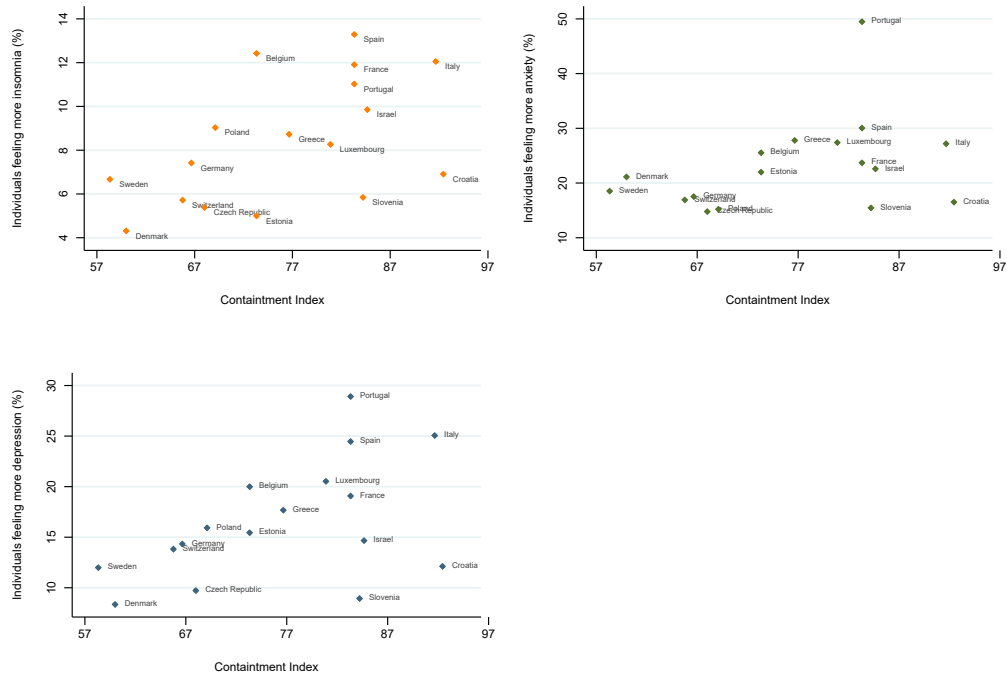 Individuals feeling more insomnia (%)
14
12
10
8
6
4
Spain
Belgium
France
Italy
Portugal
Israel
Poland
Greece
Luxembourg
Germany
Croatia
Sweden
Switzerland
Slovenia
Czech Republic
Estonia
Denmark
57 67 77 87 97
Containtment Index
Individuals feeling more anxiety (%)
50
40
30
20
10
Portugal
Spain
Greece
Luxembourg
Italy
Belgium
France
Israel
Estonia
Denmark
Sweden
Germany
Switzerland
Croatia
Poland
Czech Republic
Slovenia
57 67 77 87 97
Containtment Index
Individuals feeling more depression (%)
30
25
20
15
10
Portugal
Italy
Spain
Luxembourg
Belgium
France
Greece
Poland
Estonia
Israel
Germany
Switzerland
Croatia
Sweden
Czech Republic
Slovenia
Denmark
57 67 77 87 97
Containtment Index